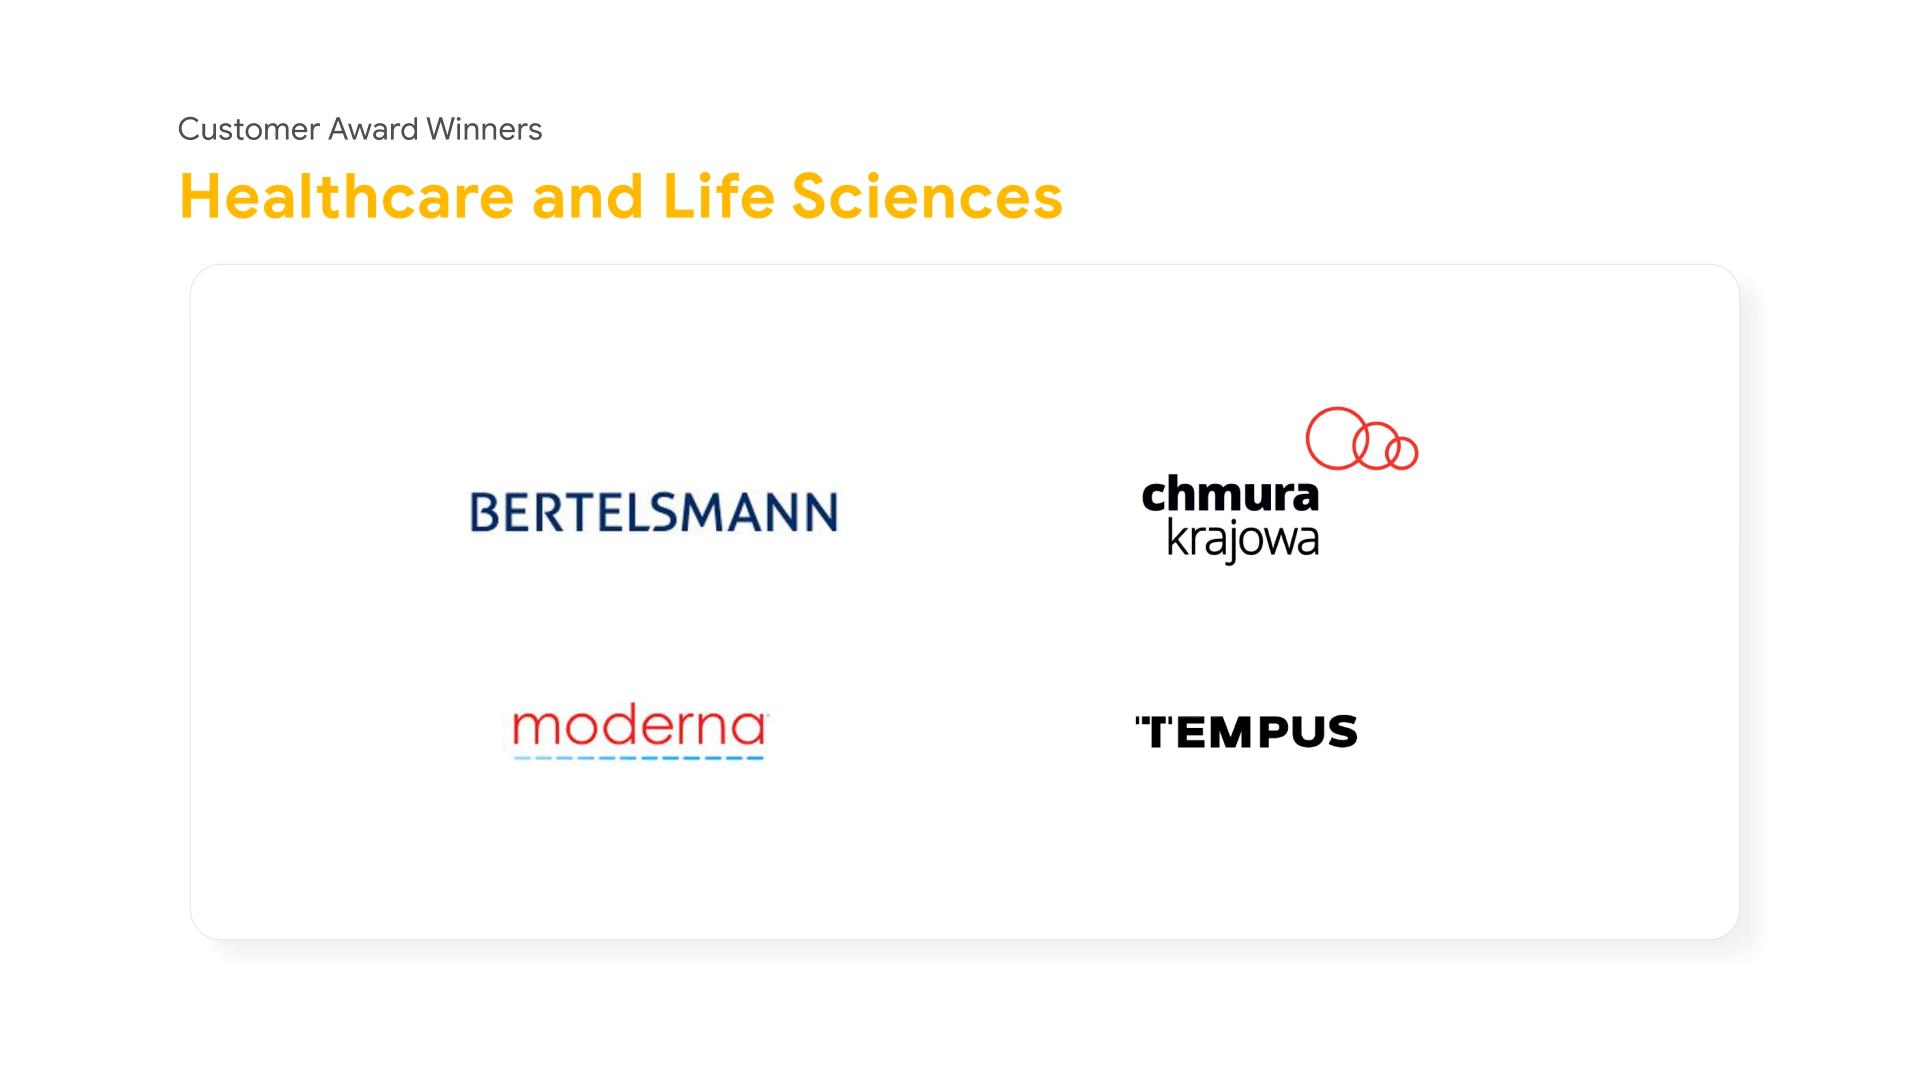 Customer Award Winners
Healthcare and Life Sciences
BERTELSMANN
chmura
krajowa
moderna
TEMPUS